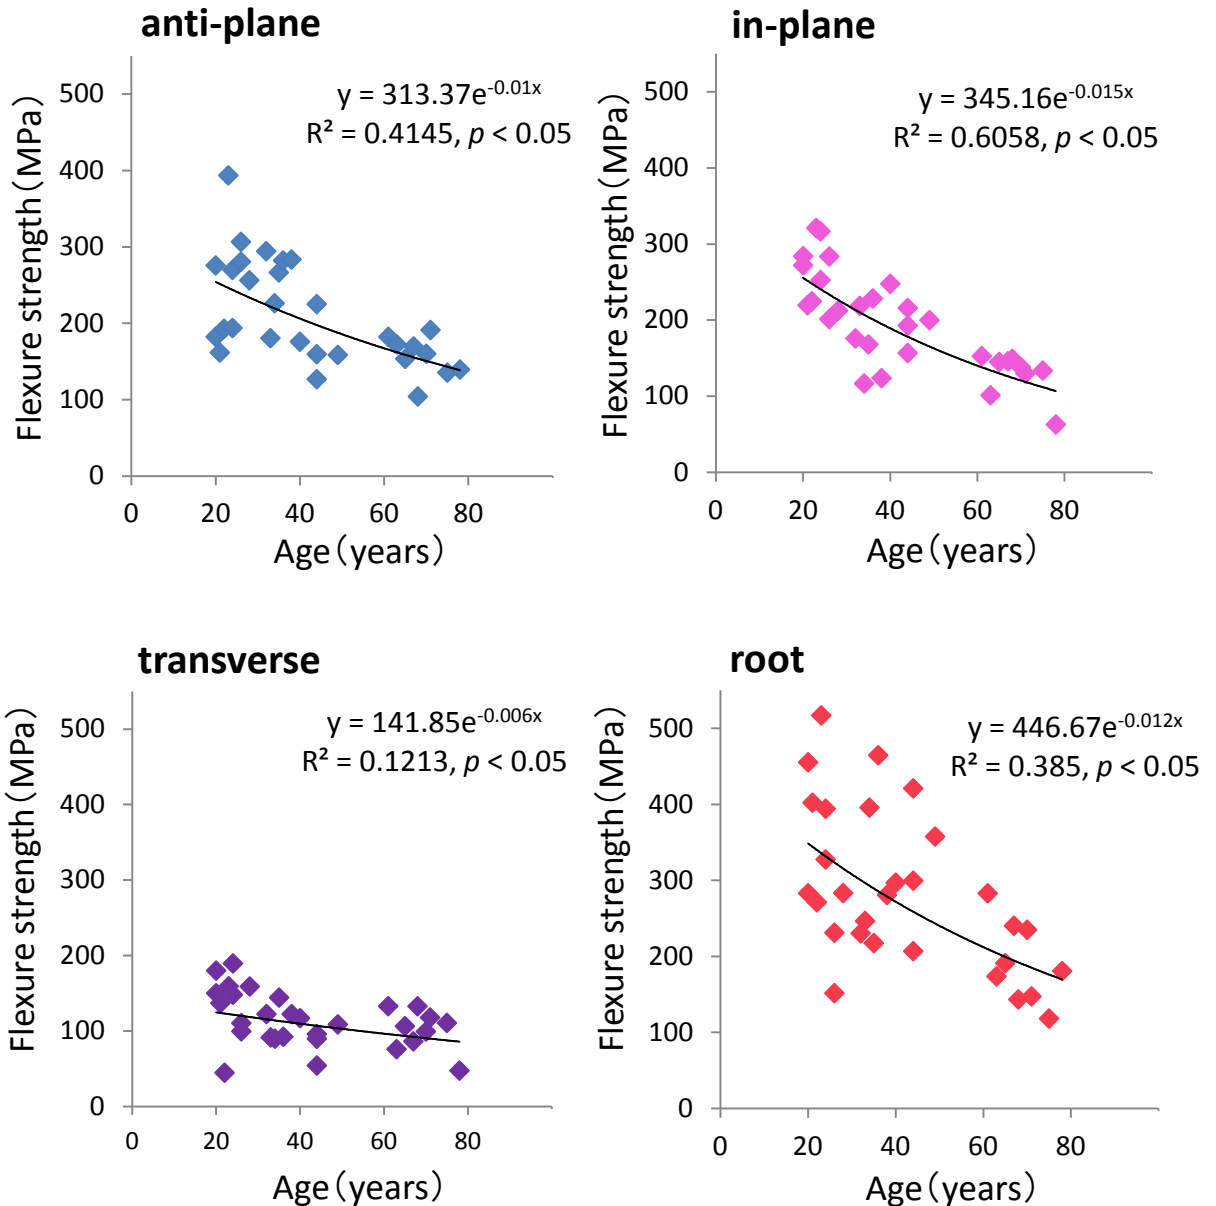 anti-plane
y = 313.37e^-0.01x
R² = 0.4145, p < 0.05
Flexure strength（MPa）
500
400
300
200
100
0
0 20 40 60 80
Age（years）
in-plane
y = 345.16e^-0.015x
R² = 0.6058, p < 0.05
Flexure strength（MPa）
500
400
300
200
100
0
0 20 40 60 80
Age（years）
transverse
y = 141.85e^-0.006x
R² = 0.1213, p < 0.05
Flexure strength（MPa）
500
400
300
200
100
0
0 20 40 60 80
Age（years）
root
y = 446.67e^-0.012x
R² = 0.385, p < 0.05
Flexure strength（MPa）
500
400
300
200
100
0
0 20 40 60 80
Age（years）